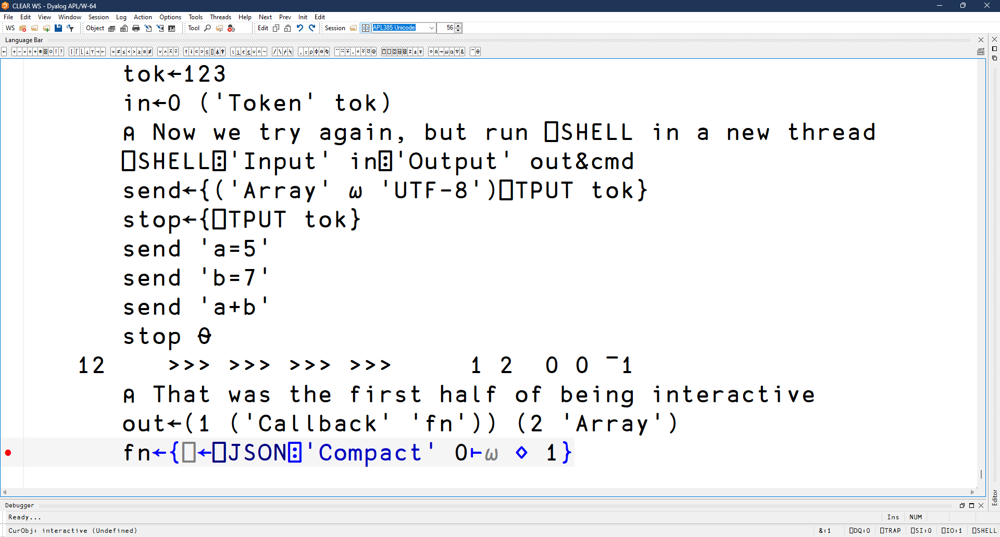 CLEAR WS - Dyalog APL/W-64
File Edit View Window Session Log Action Options Tools Threads Help Next Prev Init Edit
WS Object Tool Edit Session APL385 Unicode 56
Language Bar
tok←123
in←0 ('Token' tok)
⍝ Now we try again, but run ⎕SHELL in a new thread
⎕SHELL⍠'Input' in⍠'Output' out&cmd
send←{('Array' ⍵ 'UTF-8')⎕TPUT tok}
stop←{⎕TPUT tok}
send 'a=5'
send 'b=7'
send 'a+b'
stop ⍬
12    >>> >>> >>> >>>     1 2  0 0 ¯1
⍝ That was the first half of being interactive
out←(1 ('Callback' 'fn')) (2 'Array')
fn←{⎕←⎕JSON⍠'Compact' 0⊢⍵ ⋄ 1}
Editor
Debugger
Ready...
Ins NUM
CurObj: interactive (Undefined)
&:1 ⎕DQ:0 ⎕TRAP ⎕SI:0 ⎕IO:1 ⎕SHELL